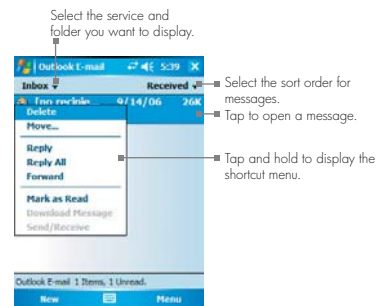 Select the service and
folder you want to display.
Outlook E-mail 5:39
Inbox Received
[no recipie... 9/14/06 26K
Delete
Move...
Reply
Reply All
Forward
Mark as Read
Download Message
Send/Receive
Outlook E-mail 1 Items, 1 Unread.
New Menu
Select the sort order for
messages.
Tap to open a message.
Tap and hold to display the
shortcut menu.